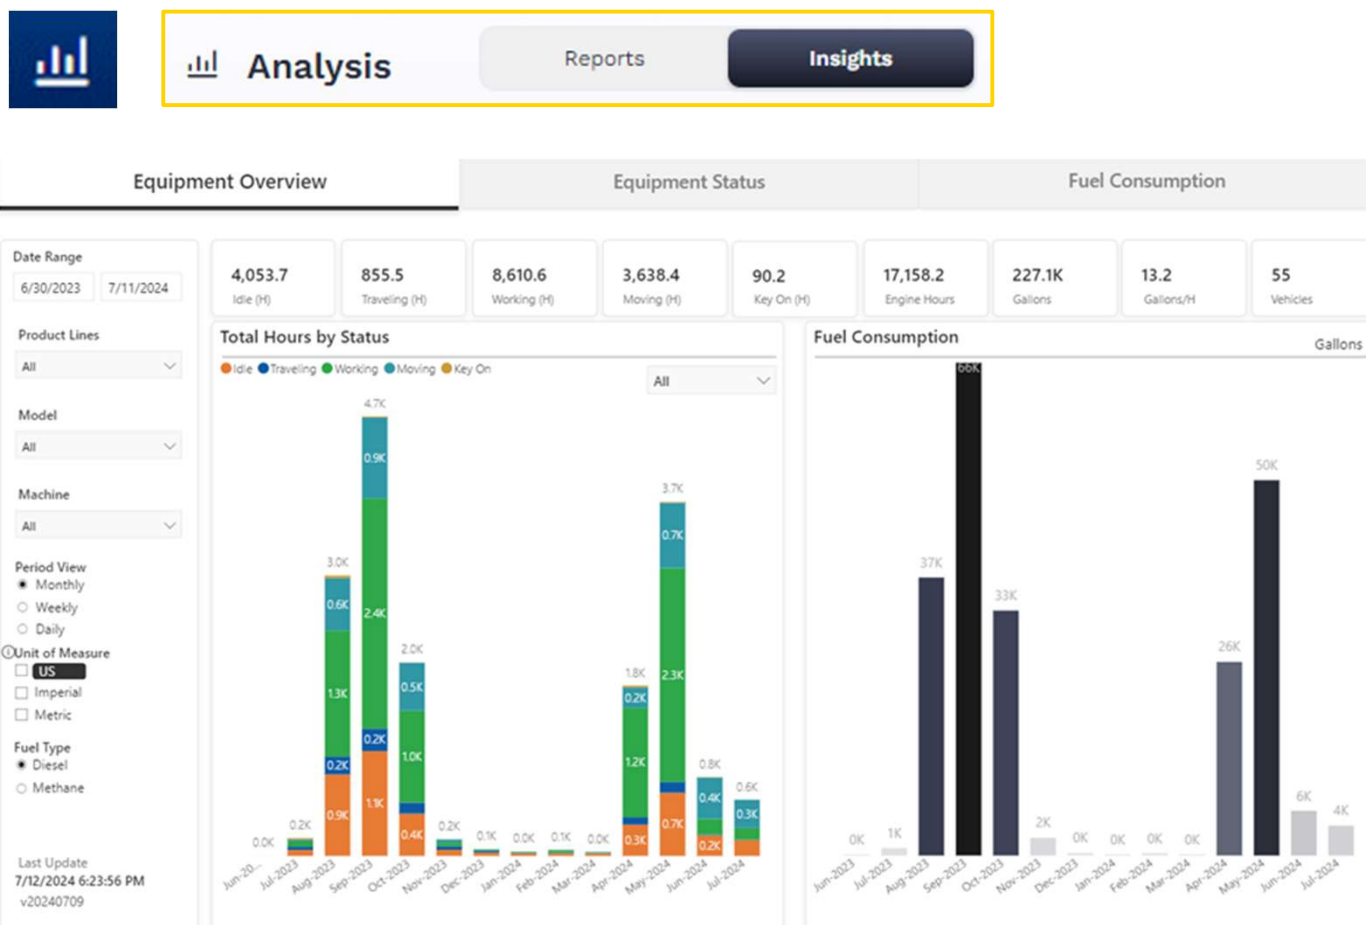 Analysis
Reports
Insights
Equipment Overview
Equipment Status
Fuel Consumption
Date Range
6/30/2023
7/11/2024
Product Lines
All
Model
All
Machine
All
Period View
Monthly
Weekly
Daily
Unit of Measure
US
Imperial
Metric
Fuel Type
Diesel
Methane
Last Update
7/12/2024 6:23:56 PM
v20240709
4,053.7
Idle (H)
855.5
Traveling (H)
8,610.6
Working (H)
3,638.4
Moving (H)
90.2
Key On (H)
17,158.2
Engine Hours
227.1K
Gallons
13.2
Gallons/H
55
Vehicles
Total Hours by Status
Idle Traveling Working Moving Key On
All
0.0K
0.2K
3.0K
0.6K
1.3K
0.2K
0.9K
4.7K
0.9K
2.4K
0.2K
1.1K
2.0K
0.5K
1.0K
0.4K
0.2K
0.1K
0.0K
0.1K
0.0K
1.8K
0.2K
1.2K
0.3K
3.7K
0.7K
2.3K
0.7K
0.8K
0.4K
0.2K
0.6K
0.3K
Jun-20...
Jul-2023
Aug-2023
Sep-2023
Oct-2023
Nov-2023
Dec-2023
Jan-2024
Feb-2024
Mar-2024
Apr-2024
May-2024
Jun-2024
Jul-2024
Fuel Consumption
Gallons
0K
1K
37K
66K
33K
2K
0K
0K
0K
0K
26K
50K
6K
4K
Jun-2023
Jul-2023
Aug-2023
Sep-2023
Oct-2023
Nov-2023
Dec-2023
Jan-2024
Feb-2024
Mar-2024
Apr-2024
May-2024
Jun-2024
Jul-2024